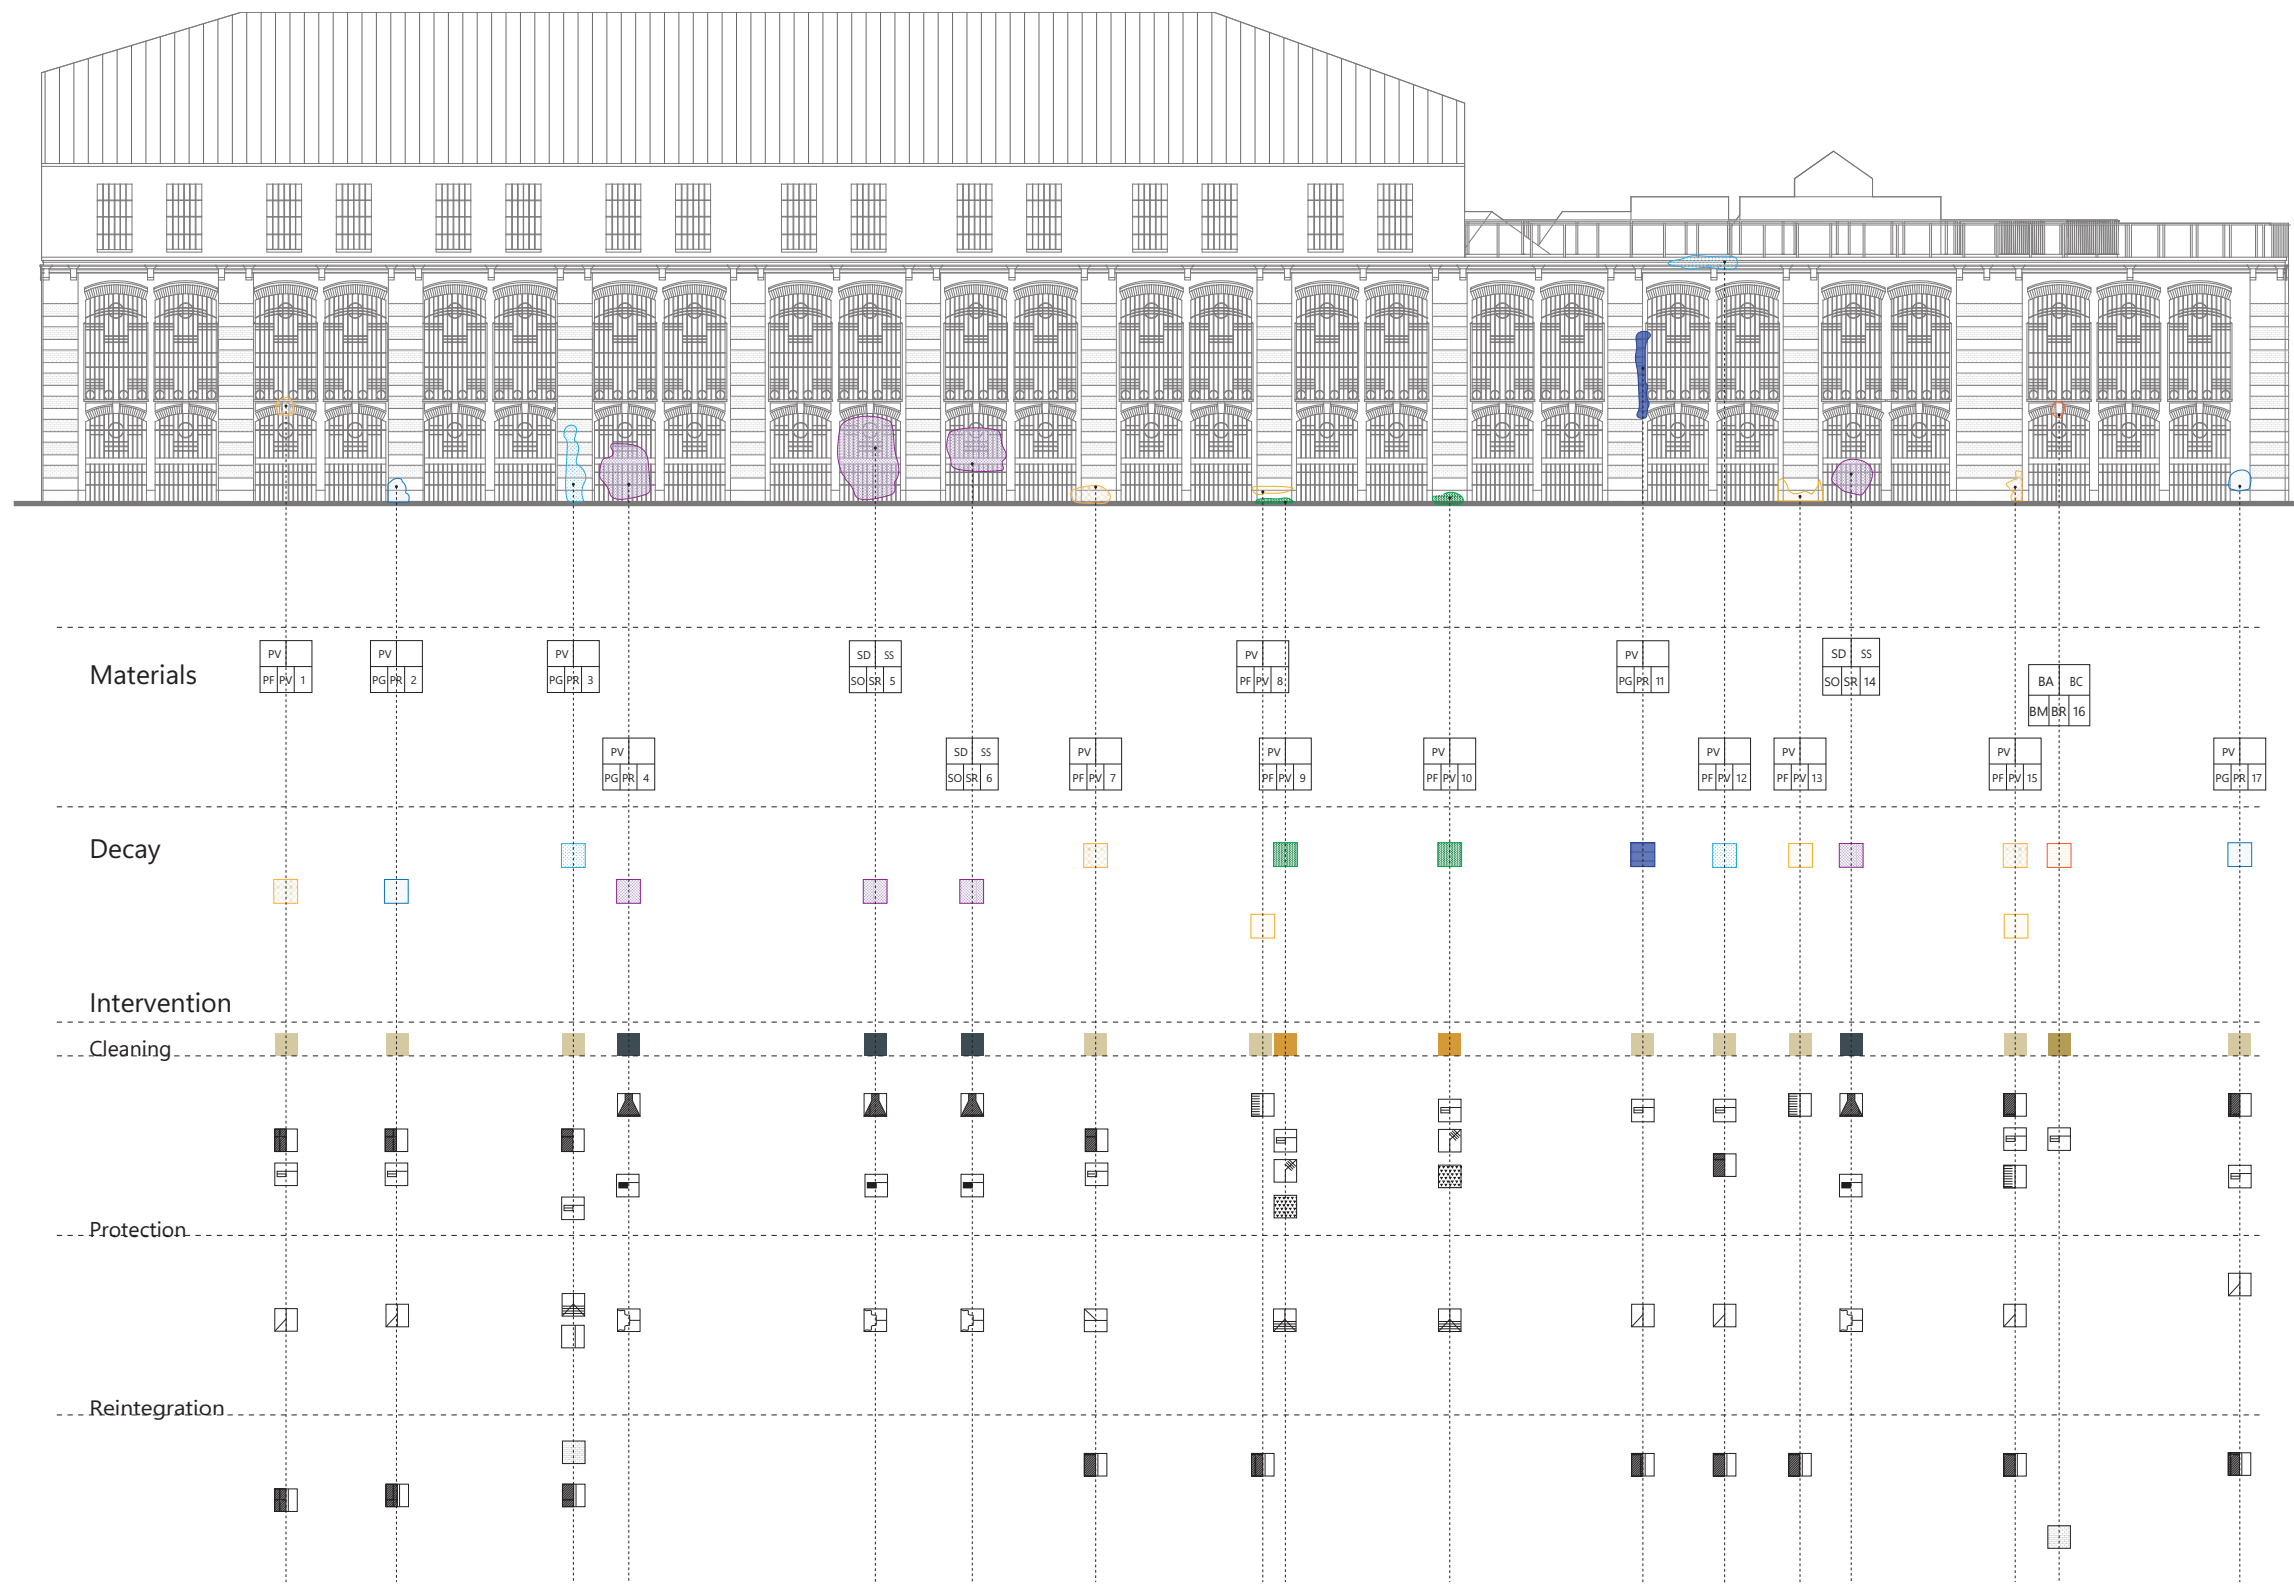 Materials
PV
PF PV 1
PV
PG PR 2
PV
PG PR 3
SD SS
SO SR 5
PV
PF PV 8
PV
PG PR 11
SD SS
SO SR 14
BA BC
BM BR 16
PV
PG PR 4
SD SS
SO SR 6
PV
PF PV 7
PV
PF PV 9
PV
PF PV 10
PV
PF PV 12
PV
PF PV 13
PV
PF PV 15
PV
PG PR 17
Decay
Intervention
Cleaning
Protection
Reintegration